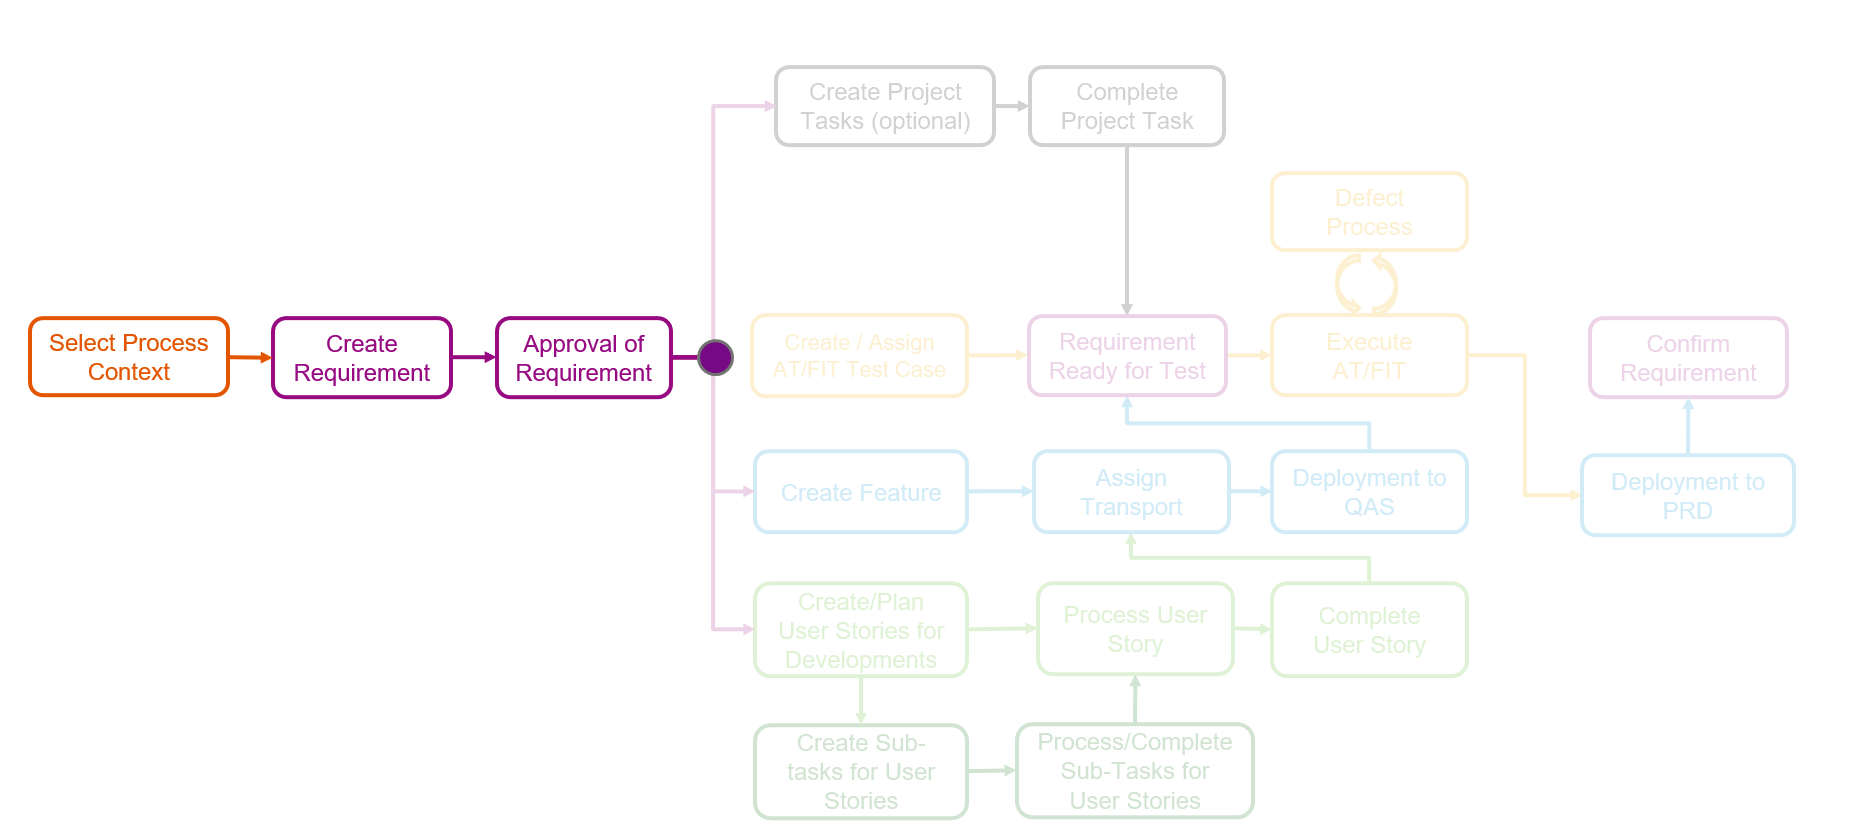 Create Project
Tasks (optional)
Complete
Project Task
Defect
Process
Select Process
Context
Create
Requirement
Approval of
Requirement
Create / Assign
AT/FIT Test Case
Requirement
Ready for Test
Execute
AT/FIT
Confirm
Requirement
Create Feature
Assign
Transport
Deployment to
QAS
Deployment to
PRD
Create/Plan
User Stories for
Developments
Process User
Story
Complete
User Story
Create Sub-
tasks for User
Stories
Process/Complete
Sub-Tasks for
User Stories